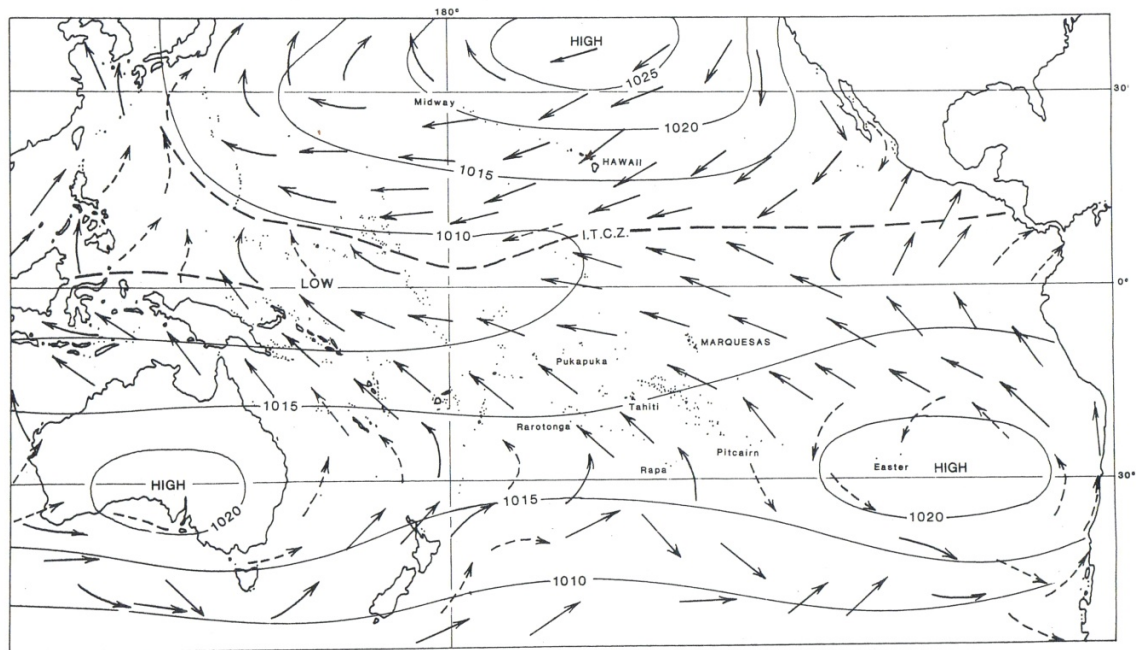 180°
HIGH
1025
30°
Midway
1020
HAWAII
1015
1010
I.T.C.Z.
LOW
0°
MARQUESAS
Pukapuka
1015
Tahiti
Rarotonga
Pitcairn
Rapa
Easter
HIGH
30°
HIGH
1015
1020
1020
1010